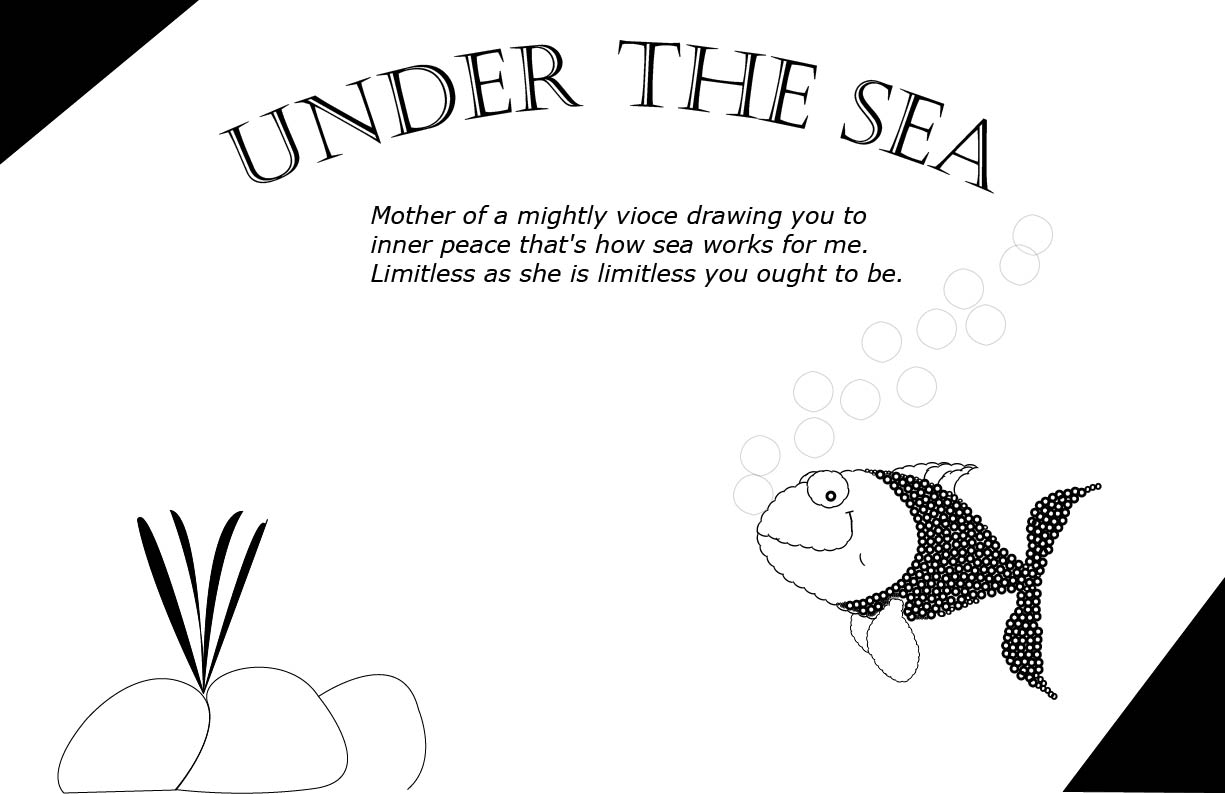 UNDER THE SEA
Mother of a mightly vioce drawing you to
inner peace that's how sea works for me.
Limitless as she is limitless you ought to be.